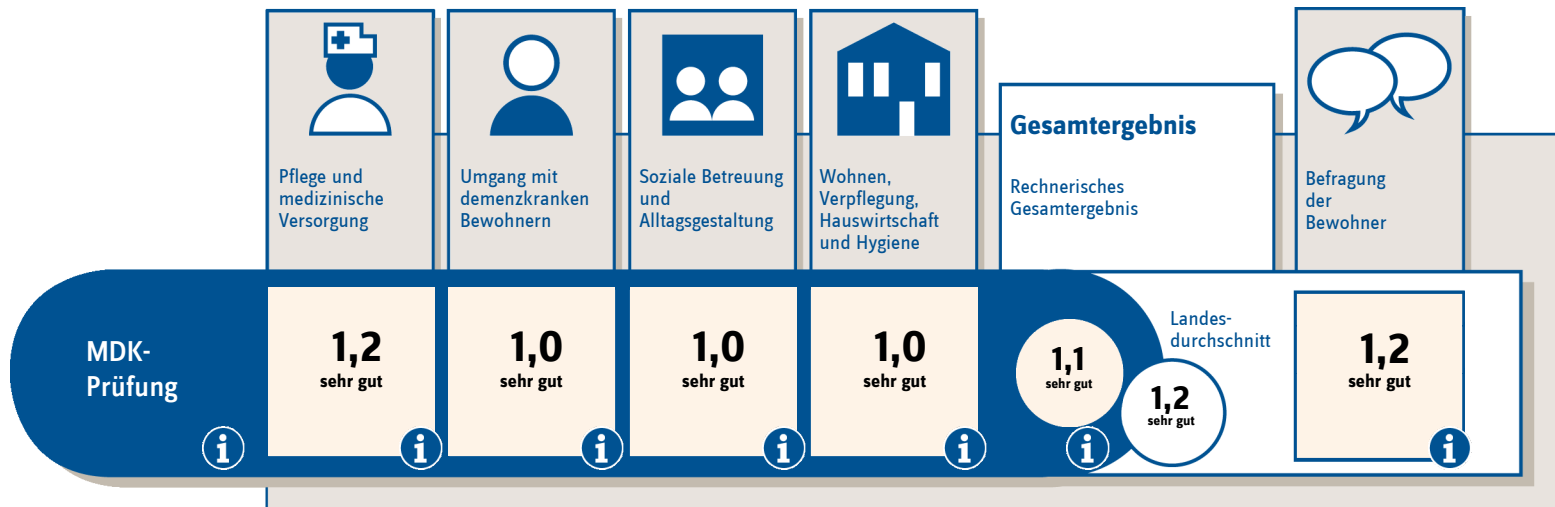 Pflege und
medizinische
Versorgung
Umgang mit
demenzkranken
Bewohnern
Soziale Betreuung
und
Alltagsgestaltung
Wohnen,
Verpflegung,
Hauswirtschaft
und Hygiene
Gesamtergebnis
Rechnerisches
Gesamtergebnis
Befragung
der
Bewohner
MDK-
Prüfung
i
1,2
sehr gut
i
1,0
sehr gut
i
1,0
sehr gut
i
1,0
sehr gut
i
1,1
sehr gut
i
Landes-
durchschnitt
1,2
sehr gut
1,2
sehr gut
i